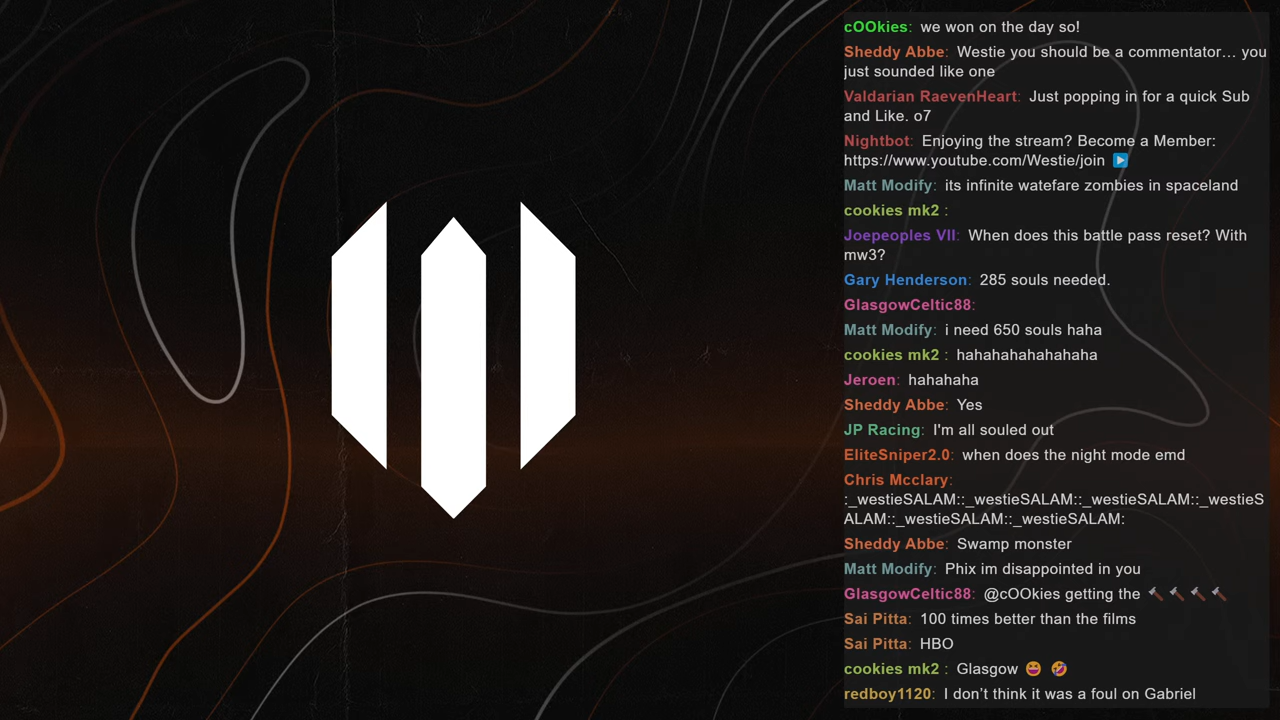 cOOkies: we won on the day so!
Sheddy Abbe: Westie you should be a commentator… you
just sounded like one
Valdarian RaevenHeart: Just popping in for a quick Sub
and Like. o7
Nightbot: Enjoying the stream? Become a Member:
https://www.youtube.com/Westie/join ▶️
Matt Modify: its infinite watefare zombies in spaceland
cookies mk2 :
Joepeoples VII: When does this battle pass reset? With
mw3?
Gary Henderson: 285 souls needed.
GlasgowCeltic88:
Matt Modify: i need 650 souls haha
cookies mk2 : hahahahahahahaha
Jeroen: hahahaha
Sheddy Abbe: Yes
JP Racing: I'm all souled out
EliteSniper2.0: when does the night mode emd
Chris Mcclary:
:_westieSALAM::_westieSALAM::_westieSALAM::_westieS
ALAM::_westieSALAM::_westieSALAM:
Sheddy Abbe: Swamp monster
Matt Modify: Phix im disappointed in you
GlasgowCeltic88: @cOOkies getting the 🔨 🔨 🔨 🔨
Sai Pitta: 100 times better than the films
Sai Pitta: HBO
cookies mk2 : Glasgow 😆 🤣
redboy1120: I don’t think it was a foul on Gabriel